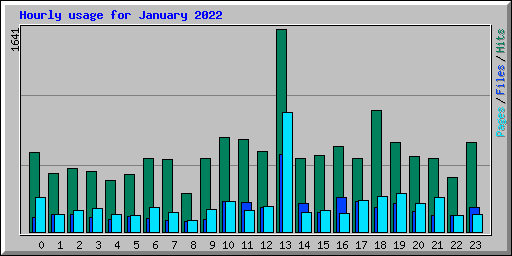 Hourly usage for January 2022
1641
Pages / Files / Hits
0 1 2 3 4 5 6 7 8 9 10 11 12 13 14 15 16 17 18 19 20 21 22 23